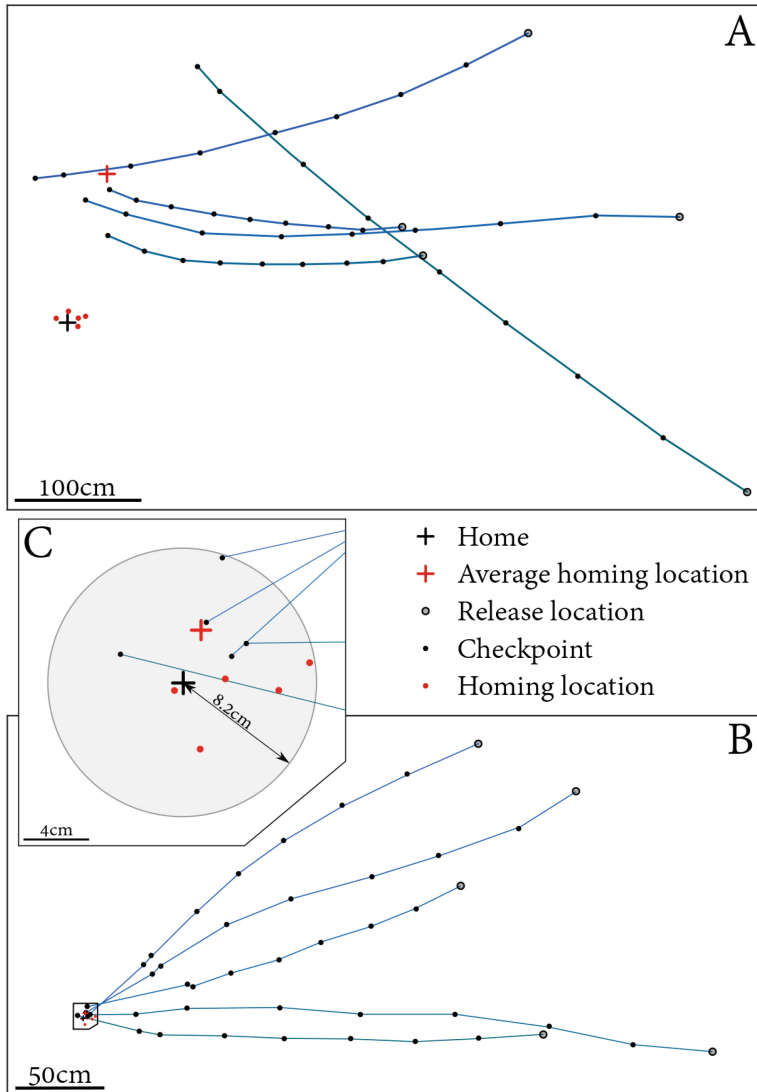 A
100cm
C
Home
Average homing location
Release location
Checkpoint
Homing location
8.2cm
4cm
B
50cm